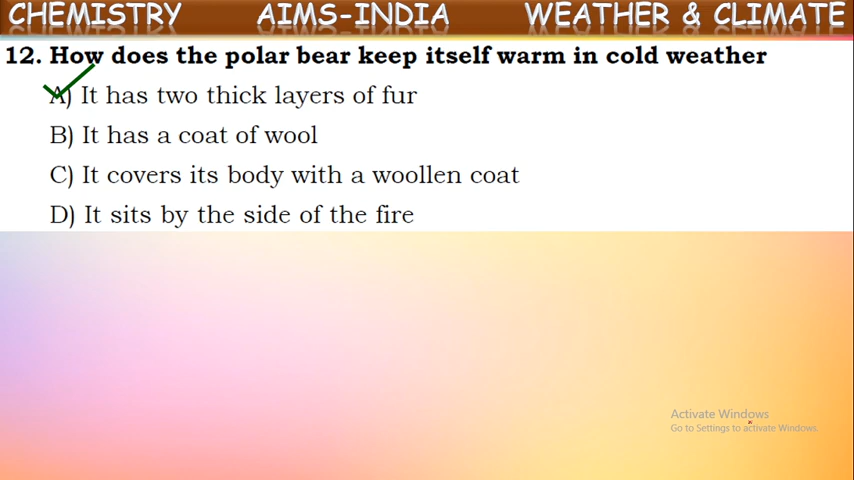 CHEMISTRY AIMS-INDIA WEATHER & CLIMATE
12. How does the polar bear keep itself warm in cold weather
A) It has two thick layers of fur
B) It has a coat of wool
C) It covers its body with a woollen coat
D) It sits by the side of the fire
Activate Windows
Go to Settings to activate Windows.